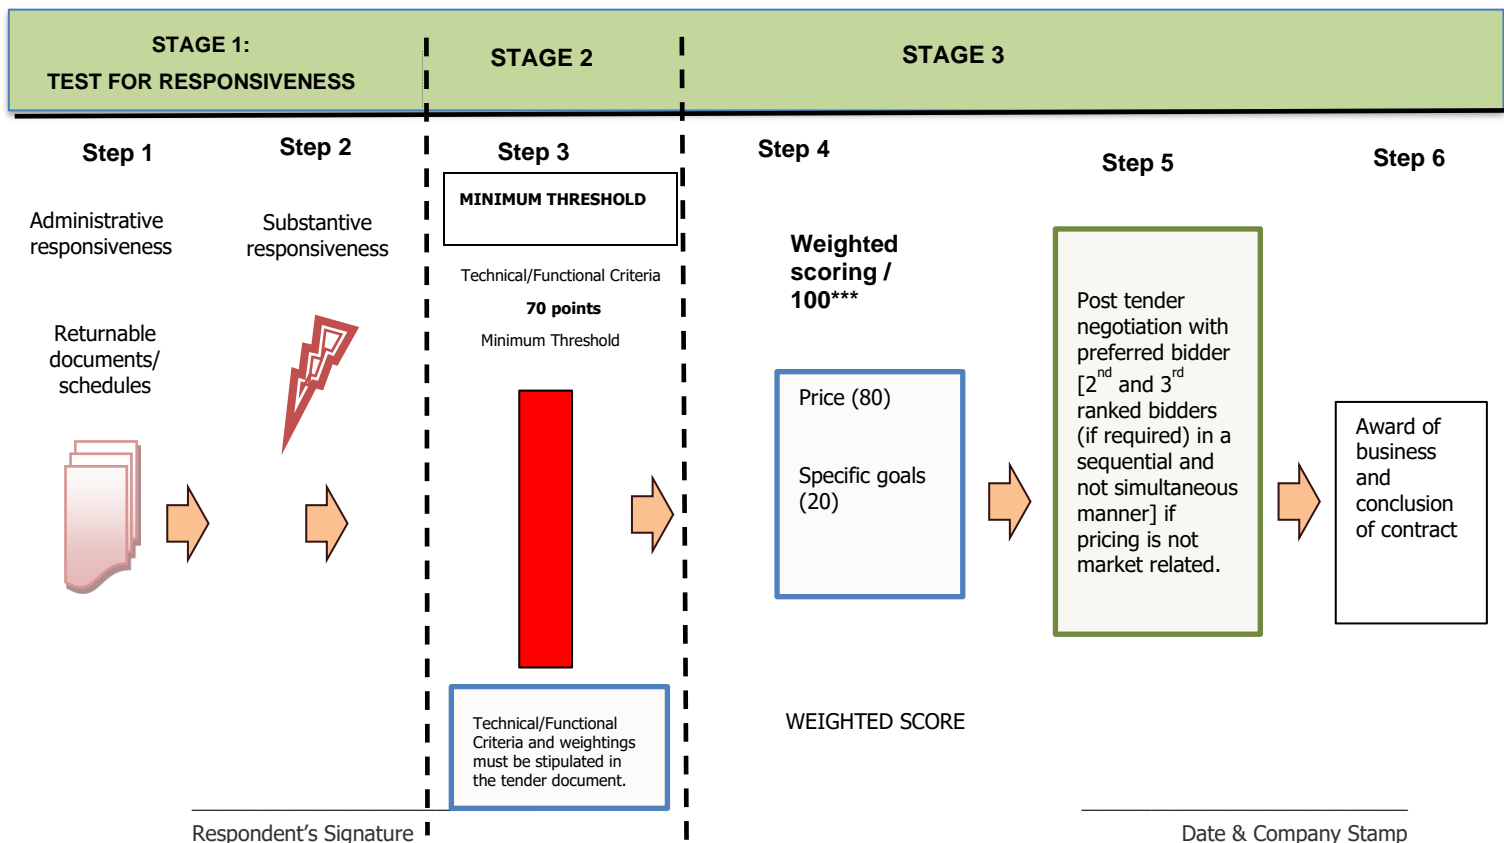 STAGE 1:
TEST FOR RESPONSIVENESS
STAGE 2
STAGE 3
Step 1
Administrative
responsiveness
Returnable
documents/
schedules
Step 2
Substantive
responsiveness
Step 3
MINIMUM THRESHOLD
Technical/Functional Criteria
70 points
Minimum Threshold
Technical/Functional
Criteria and weightings
must be stipulated in
the tender document.
Step 4
Weighted
scoring /
100***
Price (80)
Specific goals
(20)
WEIGHTED SCORE
Step 5
Post tender
negotiation with
preferred bidder
[2nd and 3rd
ranked bidders
(if required) in a
sequential and
not simultaneous
manner] if
pricing is not
market related.
Step 6
Award of
business
and
conclusion
of contract
Respondent's Signature
Date & Company Stamp